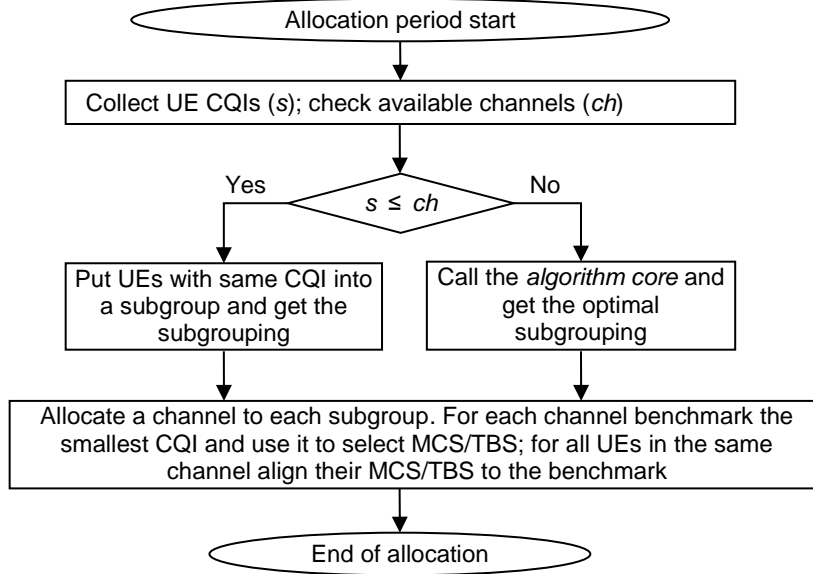 Allocation period start
Collect UE CQIs (s); check available channels (ch)
Yes
No
s ≤ ch
Put UEs with same CQI into
a subgroup and get the
subgrouping
Call the algorithm core and
get the optimal
subgrouping
Allocate a channel to each subgroup. For each channel benchmark the
smallest CQI and use it to select MCS/TBS; for all UEs in the same
channel align their MCS/TBS to the benchmark
End of allocation